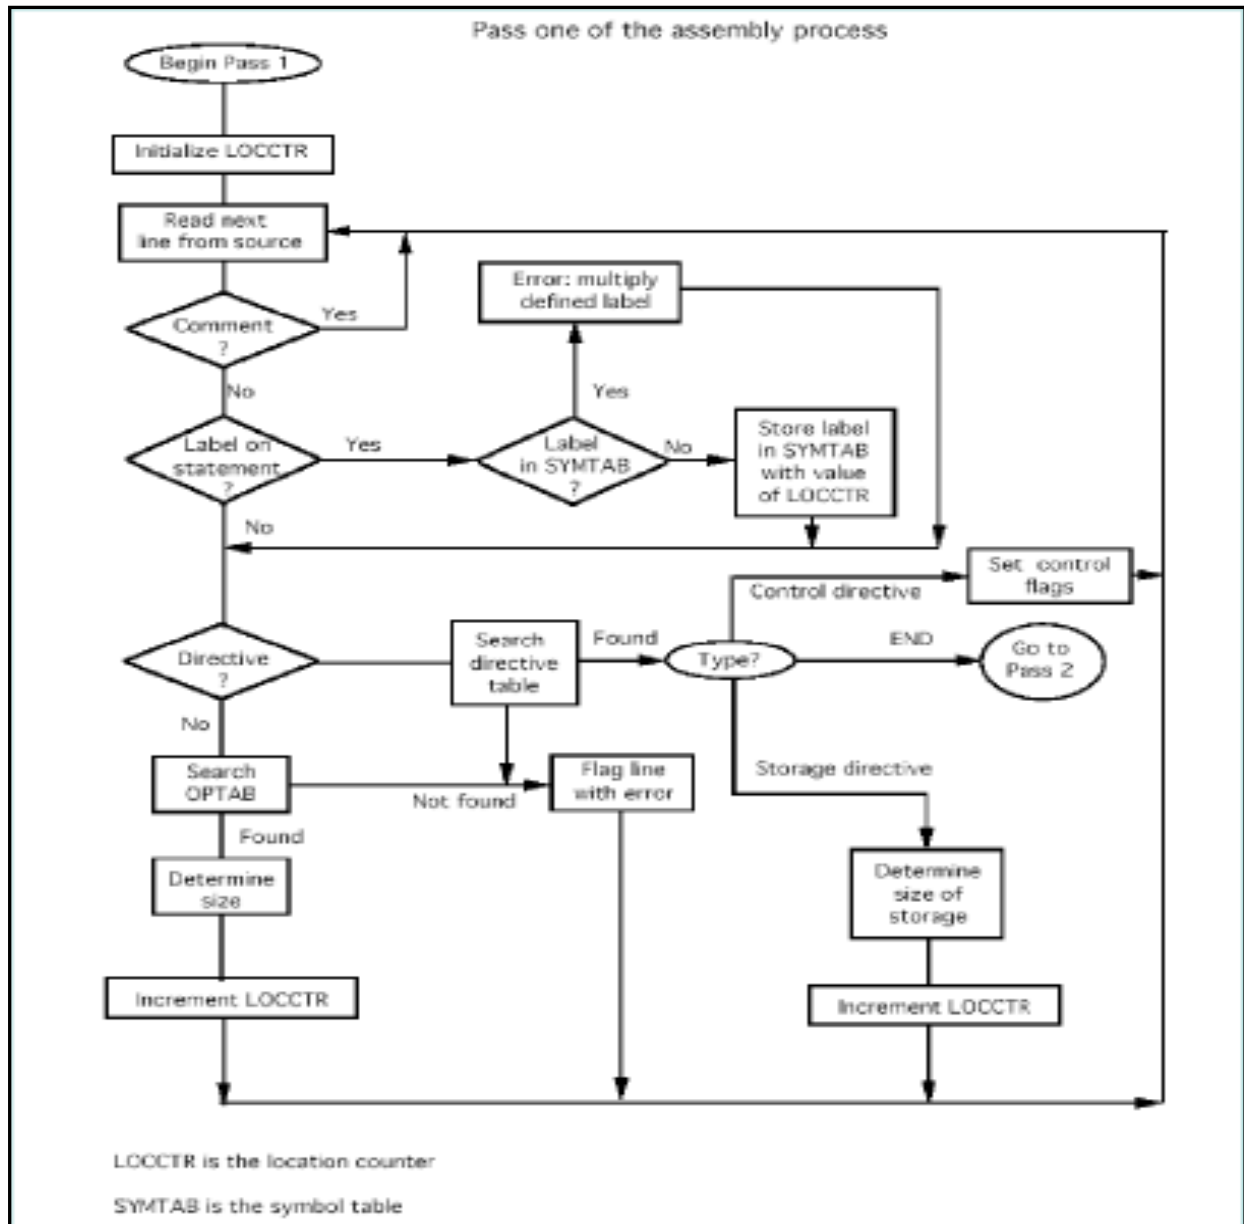 Pass one of the assembly process
Begin Pass 1
Initialize LOCCTR
Read next
line from source
Comment
?
Yes
No
Error: multiply
defined label
Yes
Label on
statement
?
Yes
Label
in SYMTAB
?
No
Store label
in SYMTAB
with value
of LOCCTR
No
Set control
flags
Control directive
Directive
?
Search
directive
table
Found
Type?
END
Go to
Pass 2
No
Search
OPTAB
Not found
Flag line
with error
Storage directive
Found
Determine
size
Determine
size of
storage
Increment LOCCTR
Increment LOCCTR
LOCCTR is the location counter
SYMTAB is the symbol table